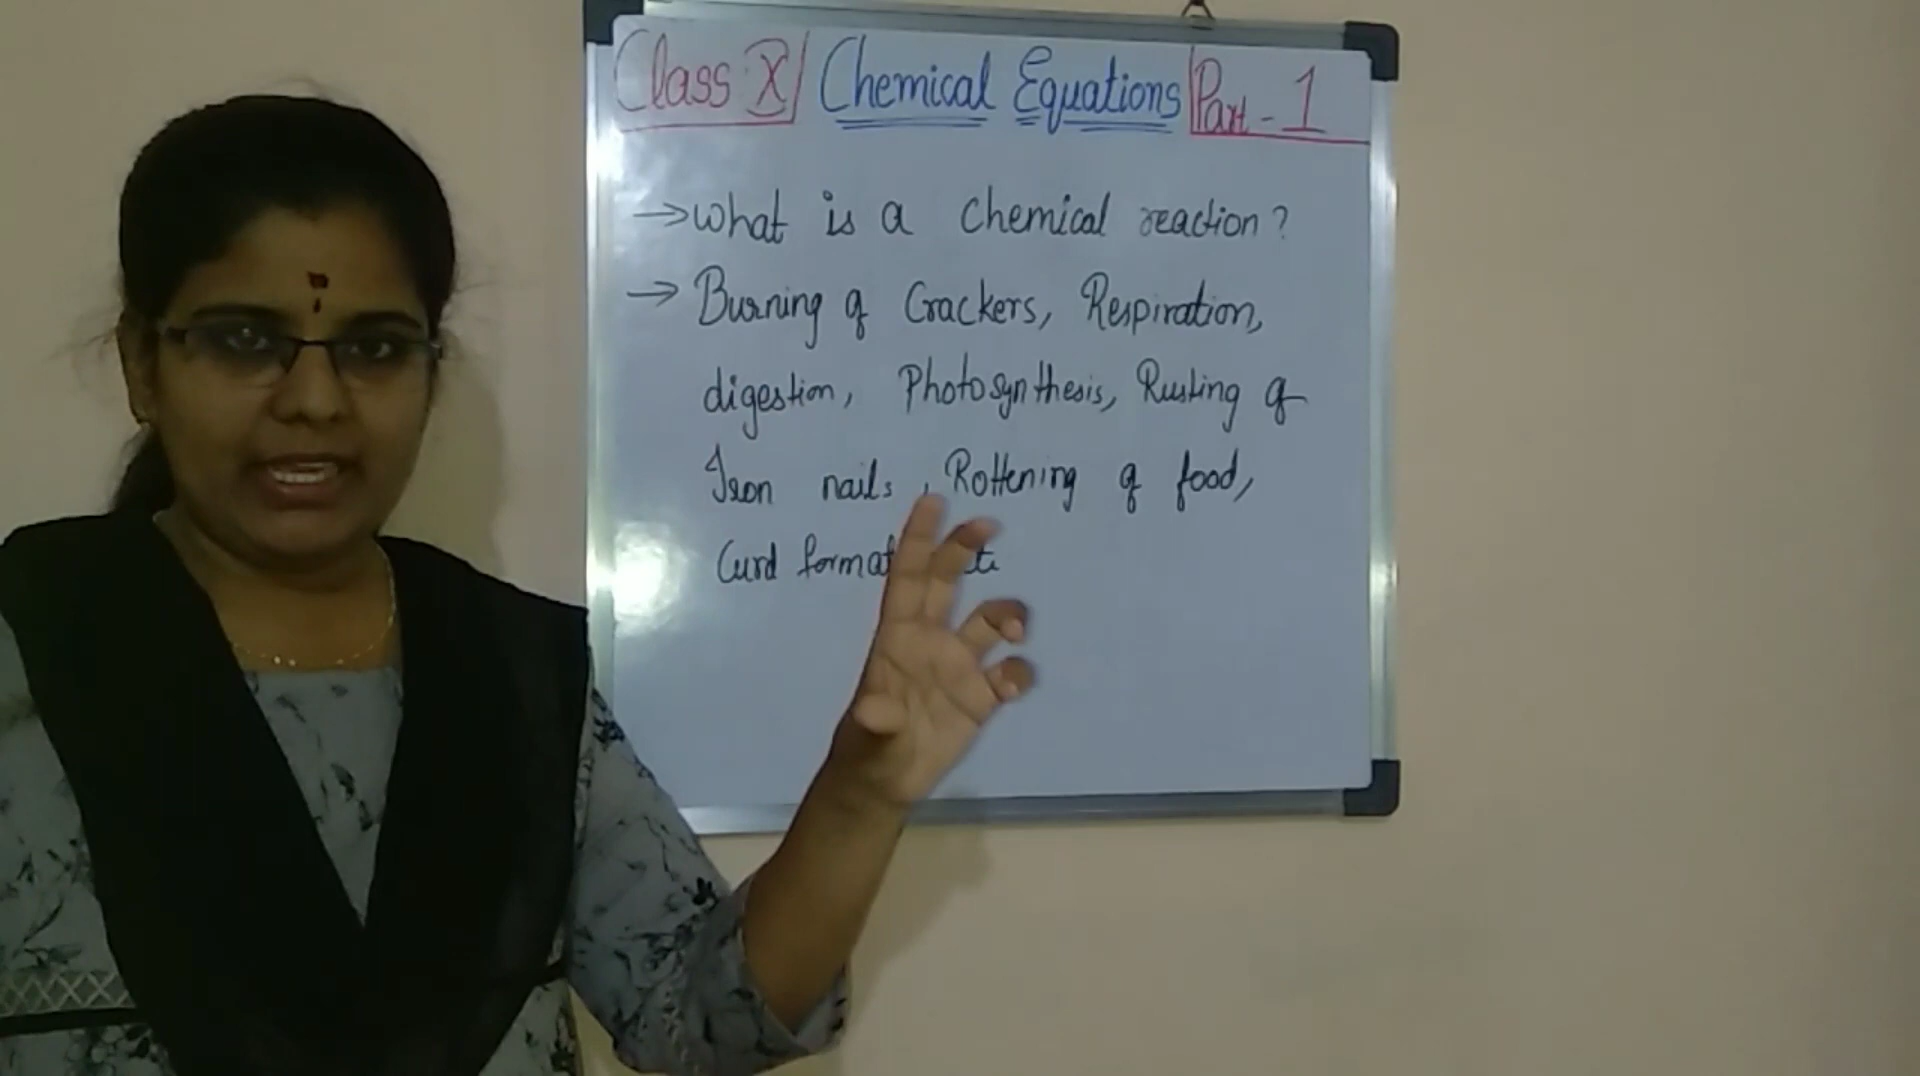 Class X Chemical Equations Part - 1
→ What is a Chemical reaction?
→ Burning of Crackers, Respiration,
digestion, Photosynthesis, Rusting of
Iron nails, Rottening of food,
Curd